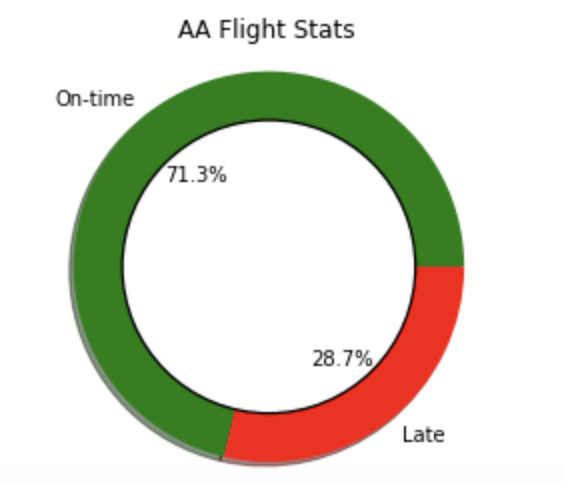 AA Flight Stats
On-time
71.3%
28.7%
Late